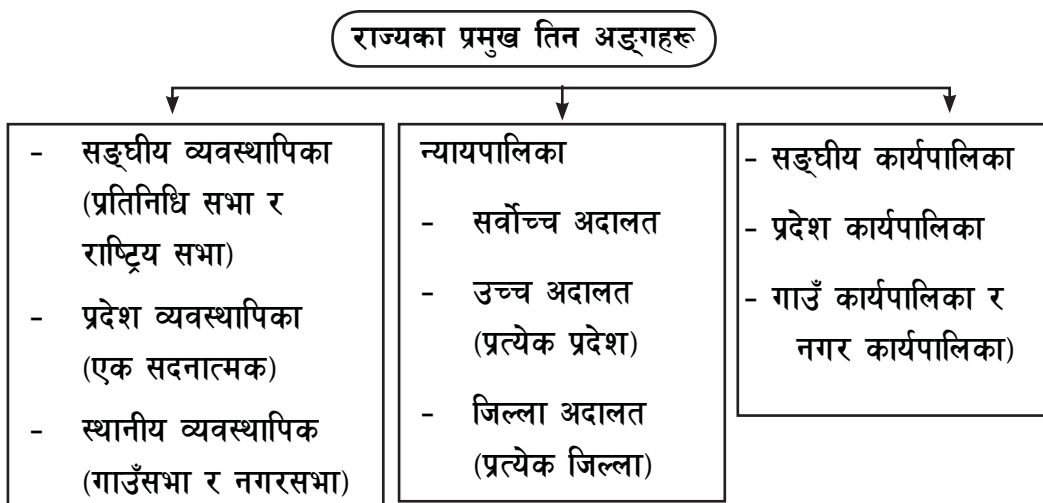 राज्यका प्रमुख तिन अङ्गहरू
- सङ्घीय व्यवस्थापिका
(प्रतिनिधि सभा र
राष्ट्रिय सभा)
- प्रदेश व्यवस्थापिका
(एक सदनात्मक)
- स्थानीय व्यवस्थापिक
(गाउँसभा र नगरसभा)
न्यायपालिका
- सर्वोच्च अदालत
- उच्च अदालत
(प्रत्येक प्रदेश)
- जिल्ला अदालत
(प्रत्येक जिल्ला)
- सङ्घीय कार्यपालिका
- प्रदेश कार्यपालिका
- गाउँ कार्यपालिका र
नगर कार्यपालिका)